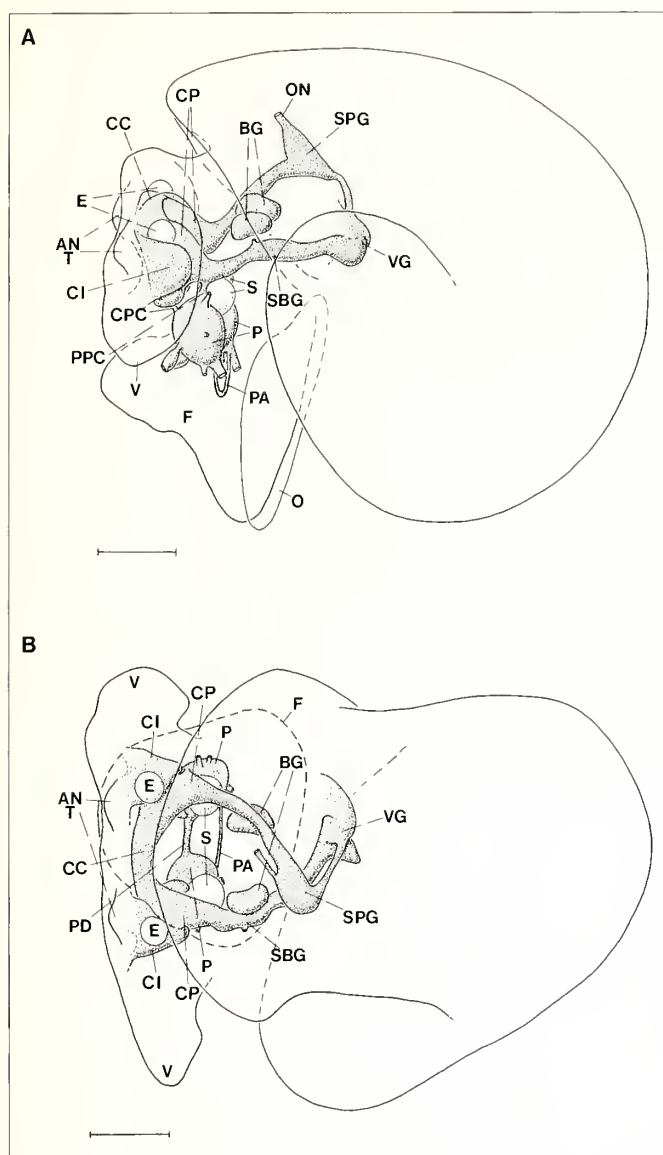 A
ON
CP
SPG
CC
BG
E
AN
T
VG
CI
S
SBG
CPC
P
PPC
V
PA
F
O
B
V
CP
F
CI
P
BG
E
AN
T
VG
S
CC
PA
PD
SPG
E
P
SBG
CI
CP
V